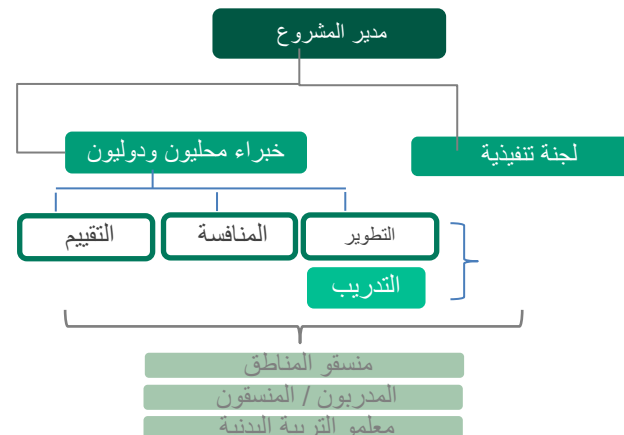 مدير المشروع
لجنة تنفيذية
خبراء محليون ودوليون
التطوير
المنافسة
التقييم
التدريب
منسقو المناطق
المدربون / المنسقون
معلمو التربية البدنية